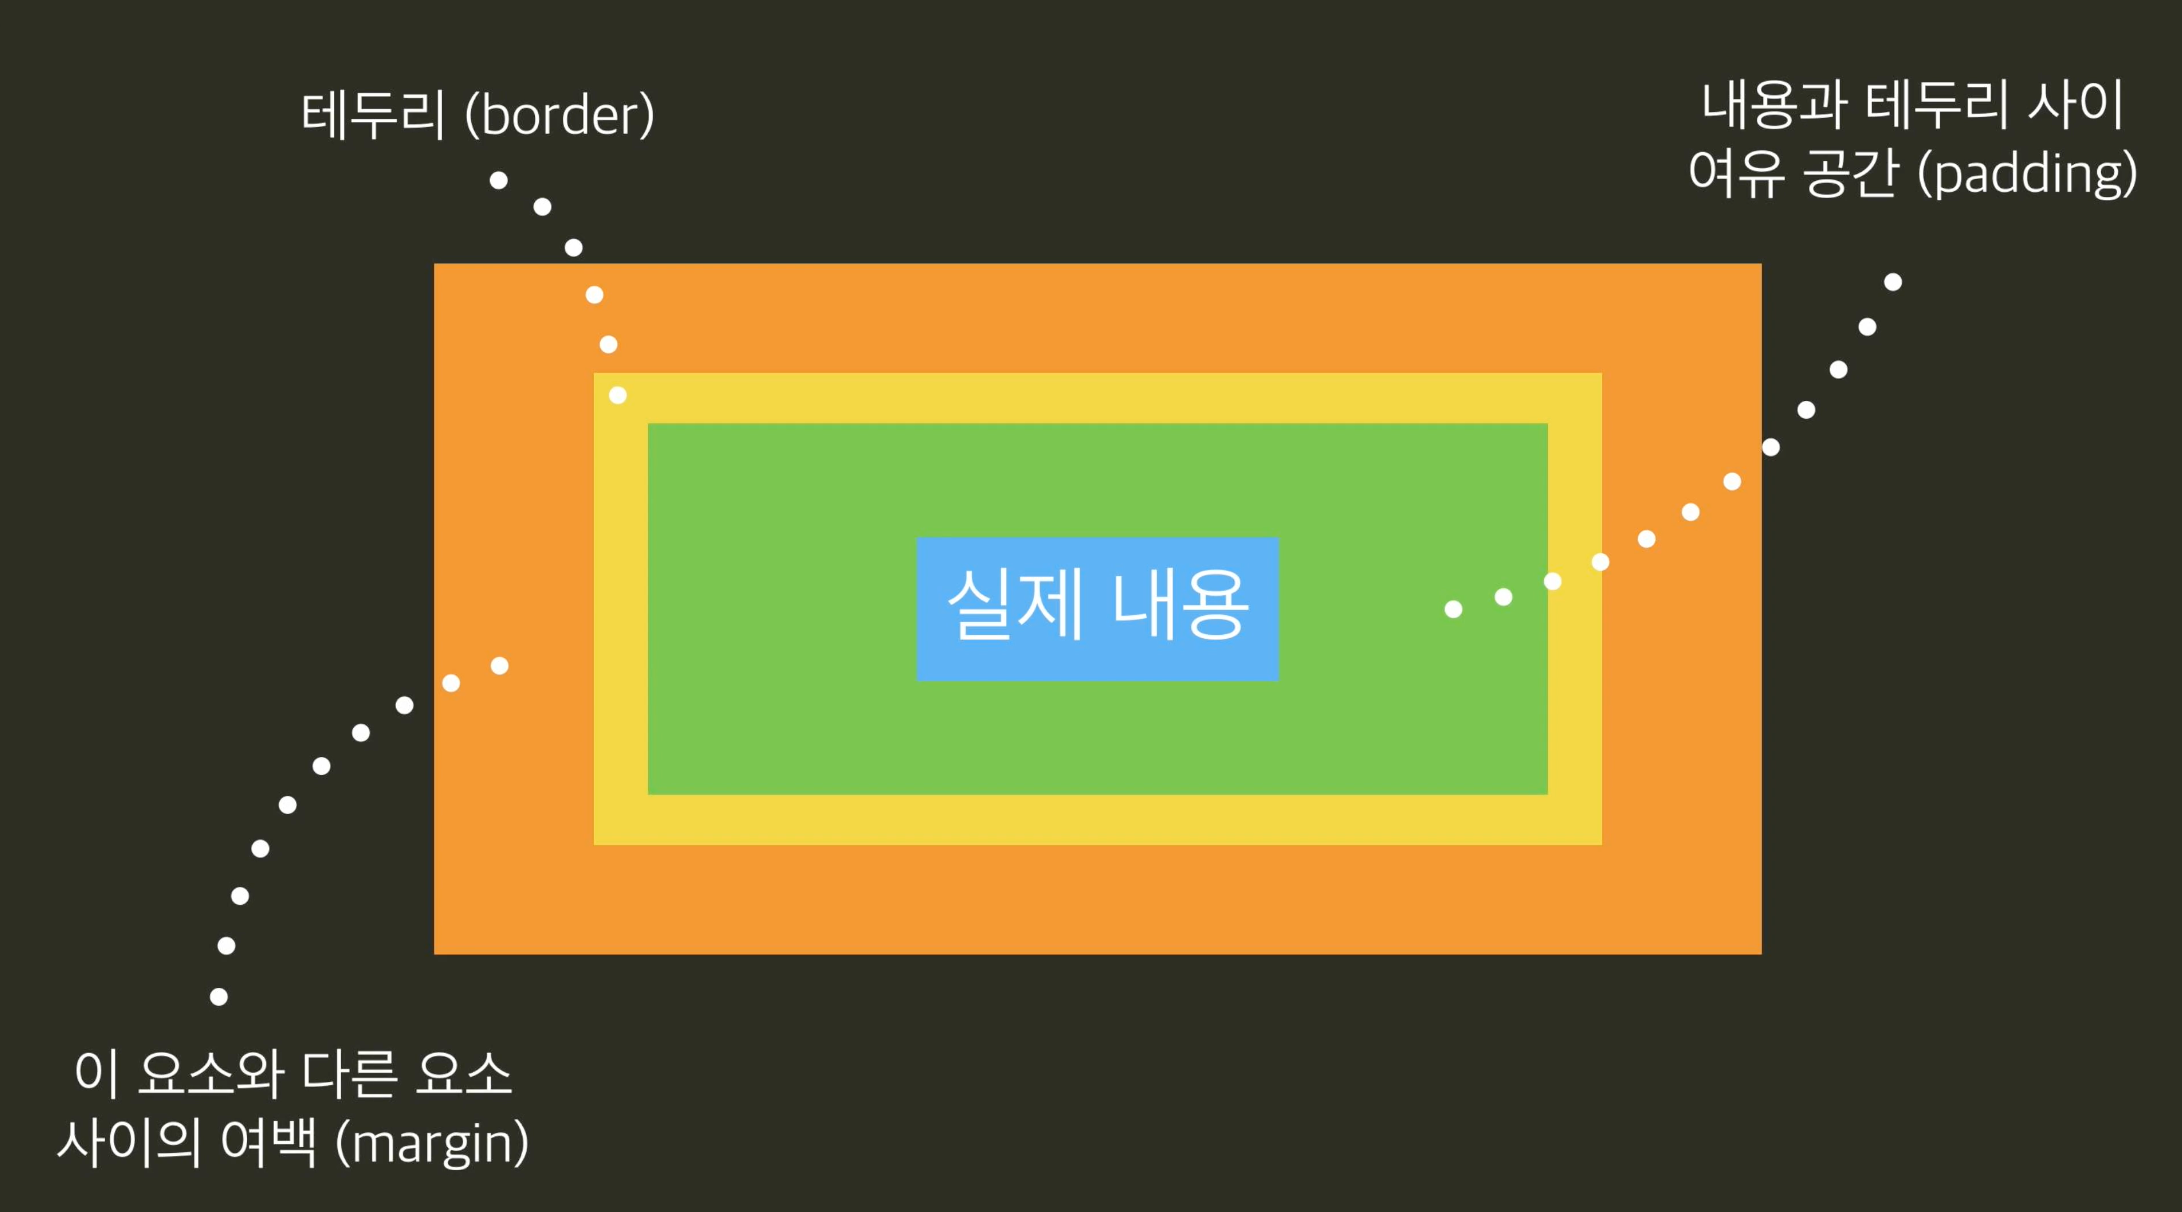 테두리 (border)
내용과 테두리 사이
여유 공간 (padding)
실제 내용
이 요소와 다른 요소
사이의 여백 (margin)